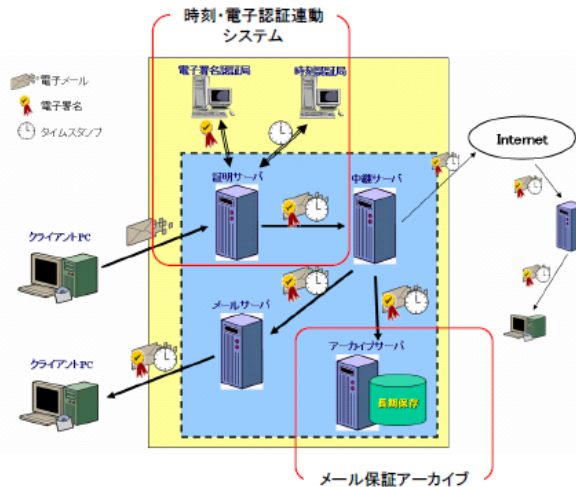 時刻・電子認証連動
システム
電子署名認証局
時刻認証局
電子メール
電子署名
タイムスタンプ
Internet
証明サーバ
中継サーバ
クライアントPC
メールサーバ
アーカイブサーバ
クライアントPC
長期保存
メール保証アーカイブ